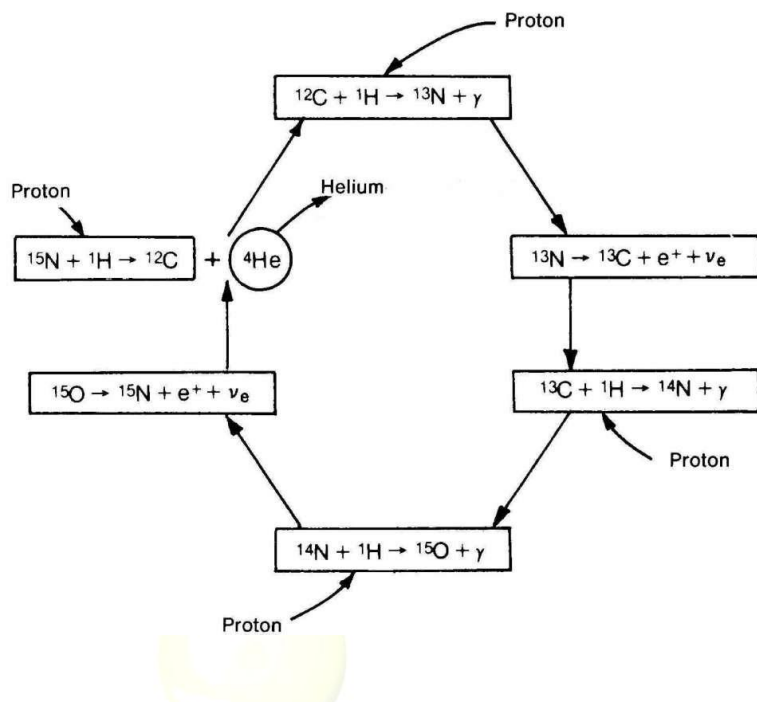 Proton
¹²C + ¹H → ¹³N + γ
Helium
Proton
¹⁵N + ¹H → ¹²C + ⁴He
¹³N → ¹³C + e⁺ + νₑ
¹³C + ¹H → ¹⁴N + γ
Proton
¹⁴N + ¹H → ¹⁵O + γ
Proton
¹⁵O → ¹⁵N + e⁺ + νₑ